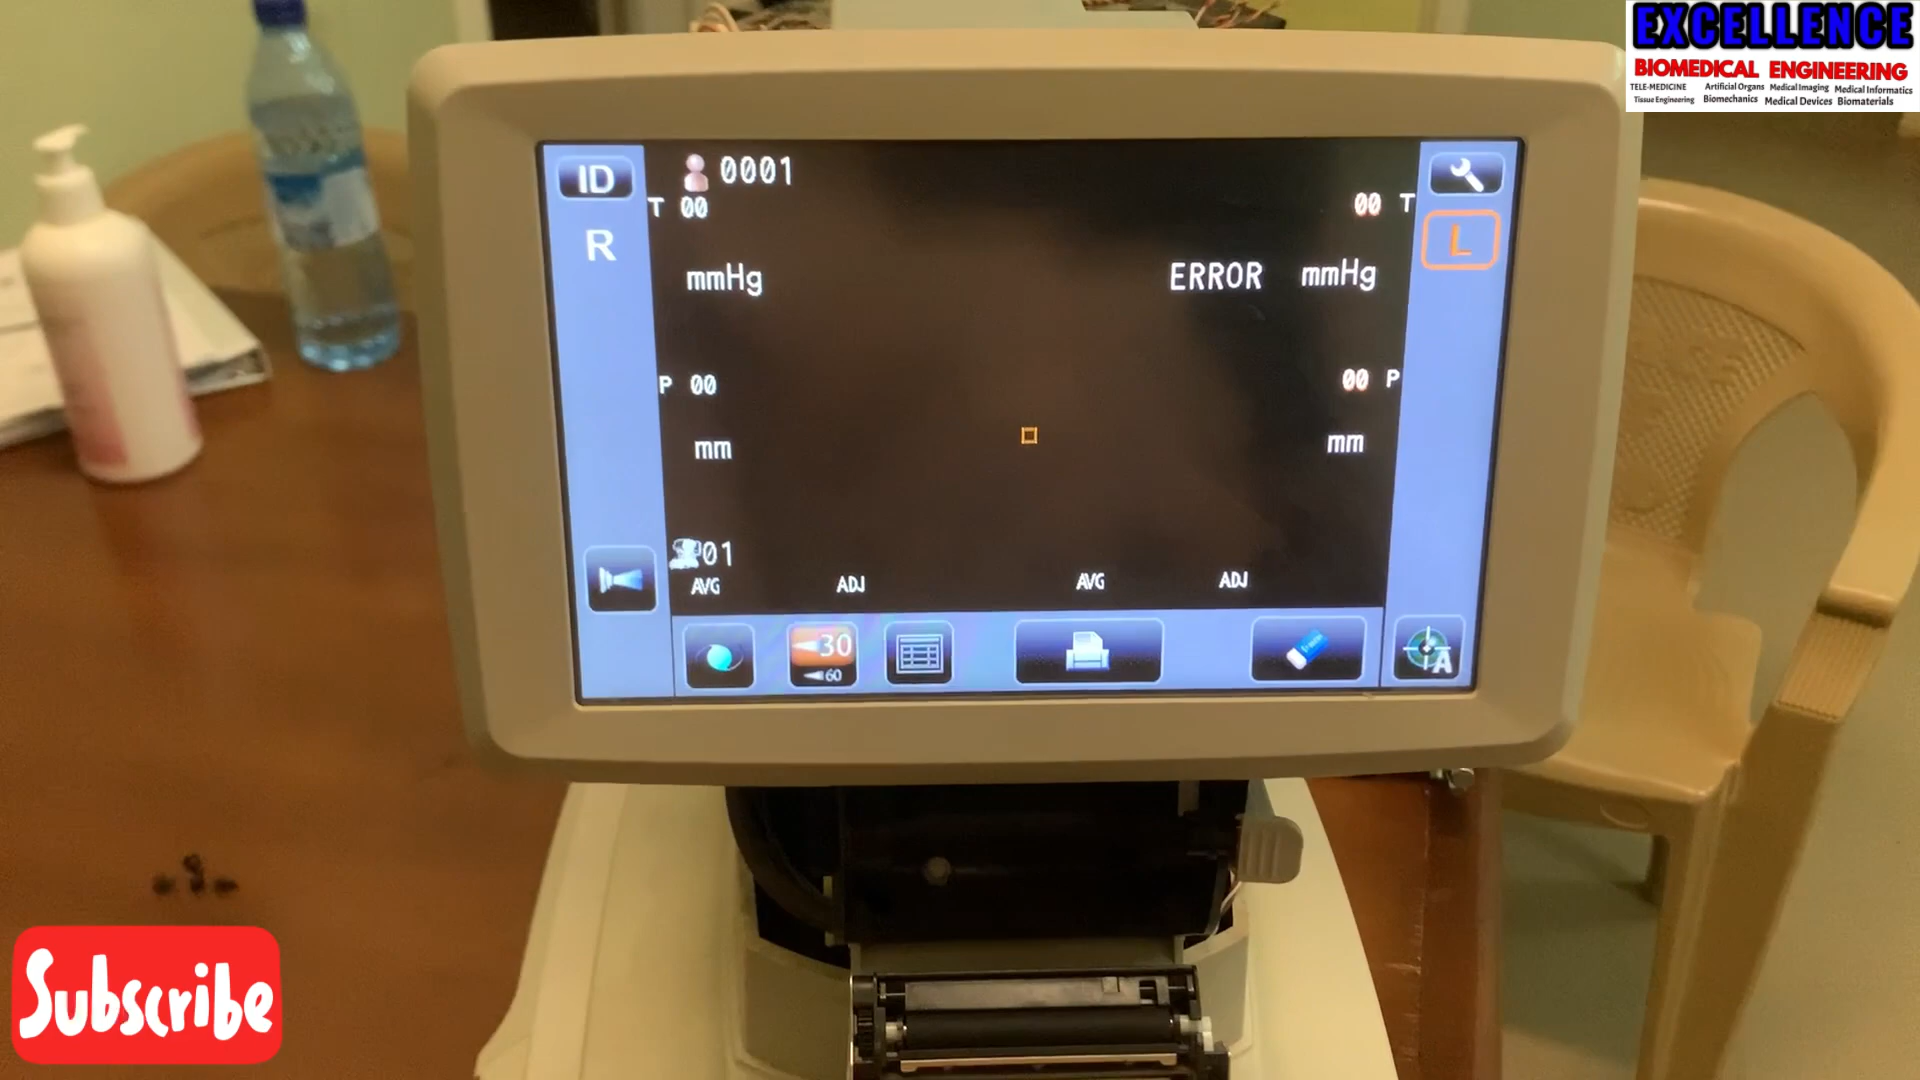 EXCELLENCE
BIOMEDICAL ENGINEERING
TELE-MEDICINE Artificial Organs Medical Imaging Medical Informatics
Tissue Engineering Biomechanics Medical Devices Biomaterials
ID 0001
T 00 00 T
R L
mmHg ERROR mmHg
P 00 00 P
mm mm
01
AVG ADJ AVG ADJ
30
60
A
Subscribe